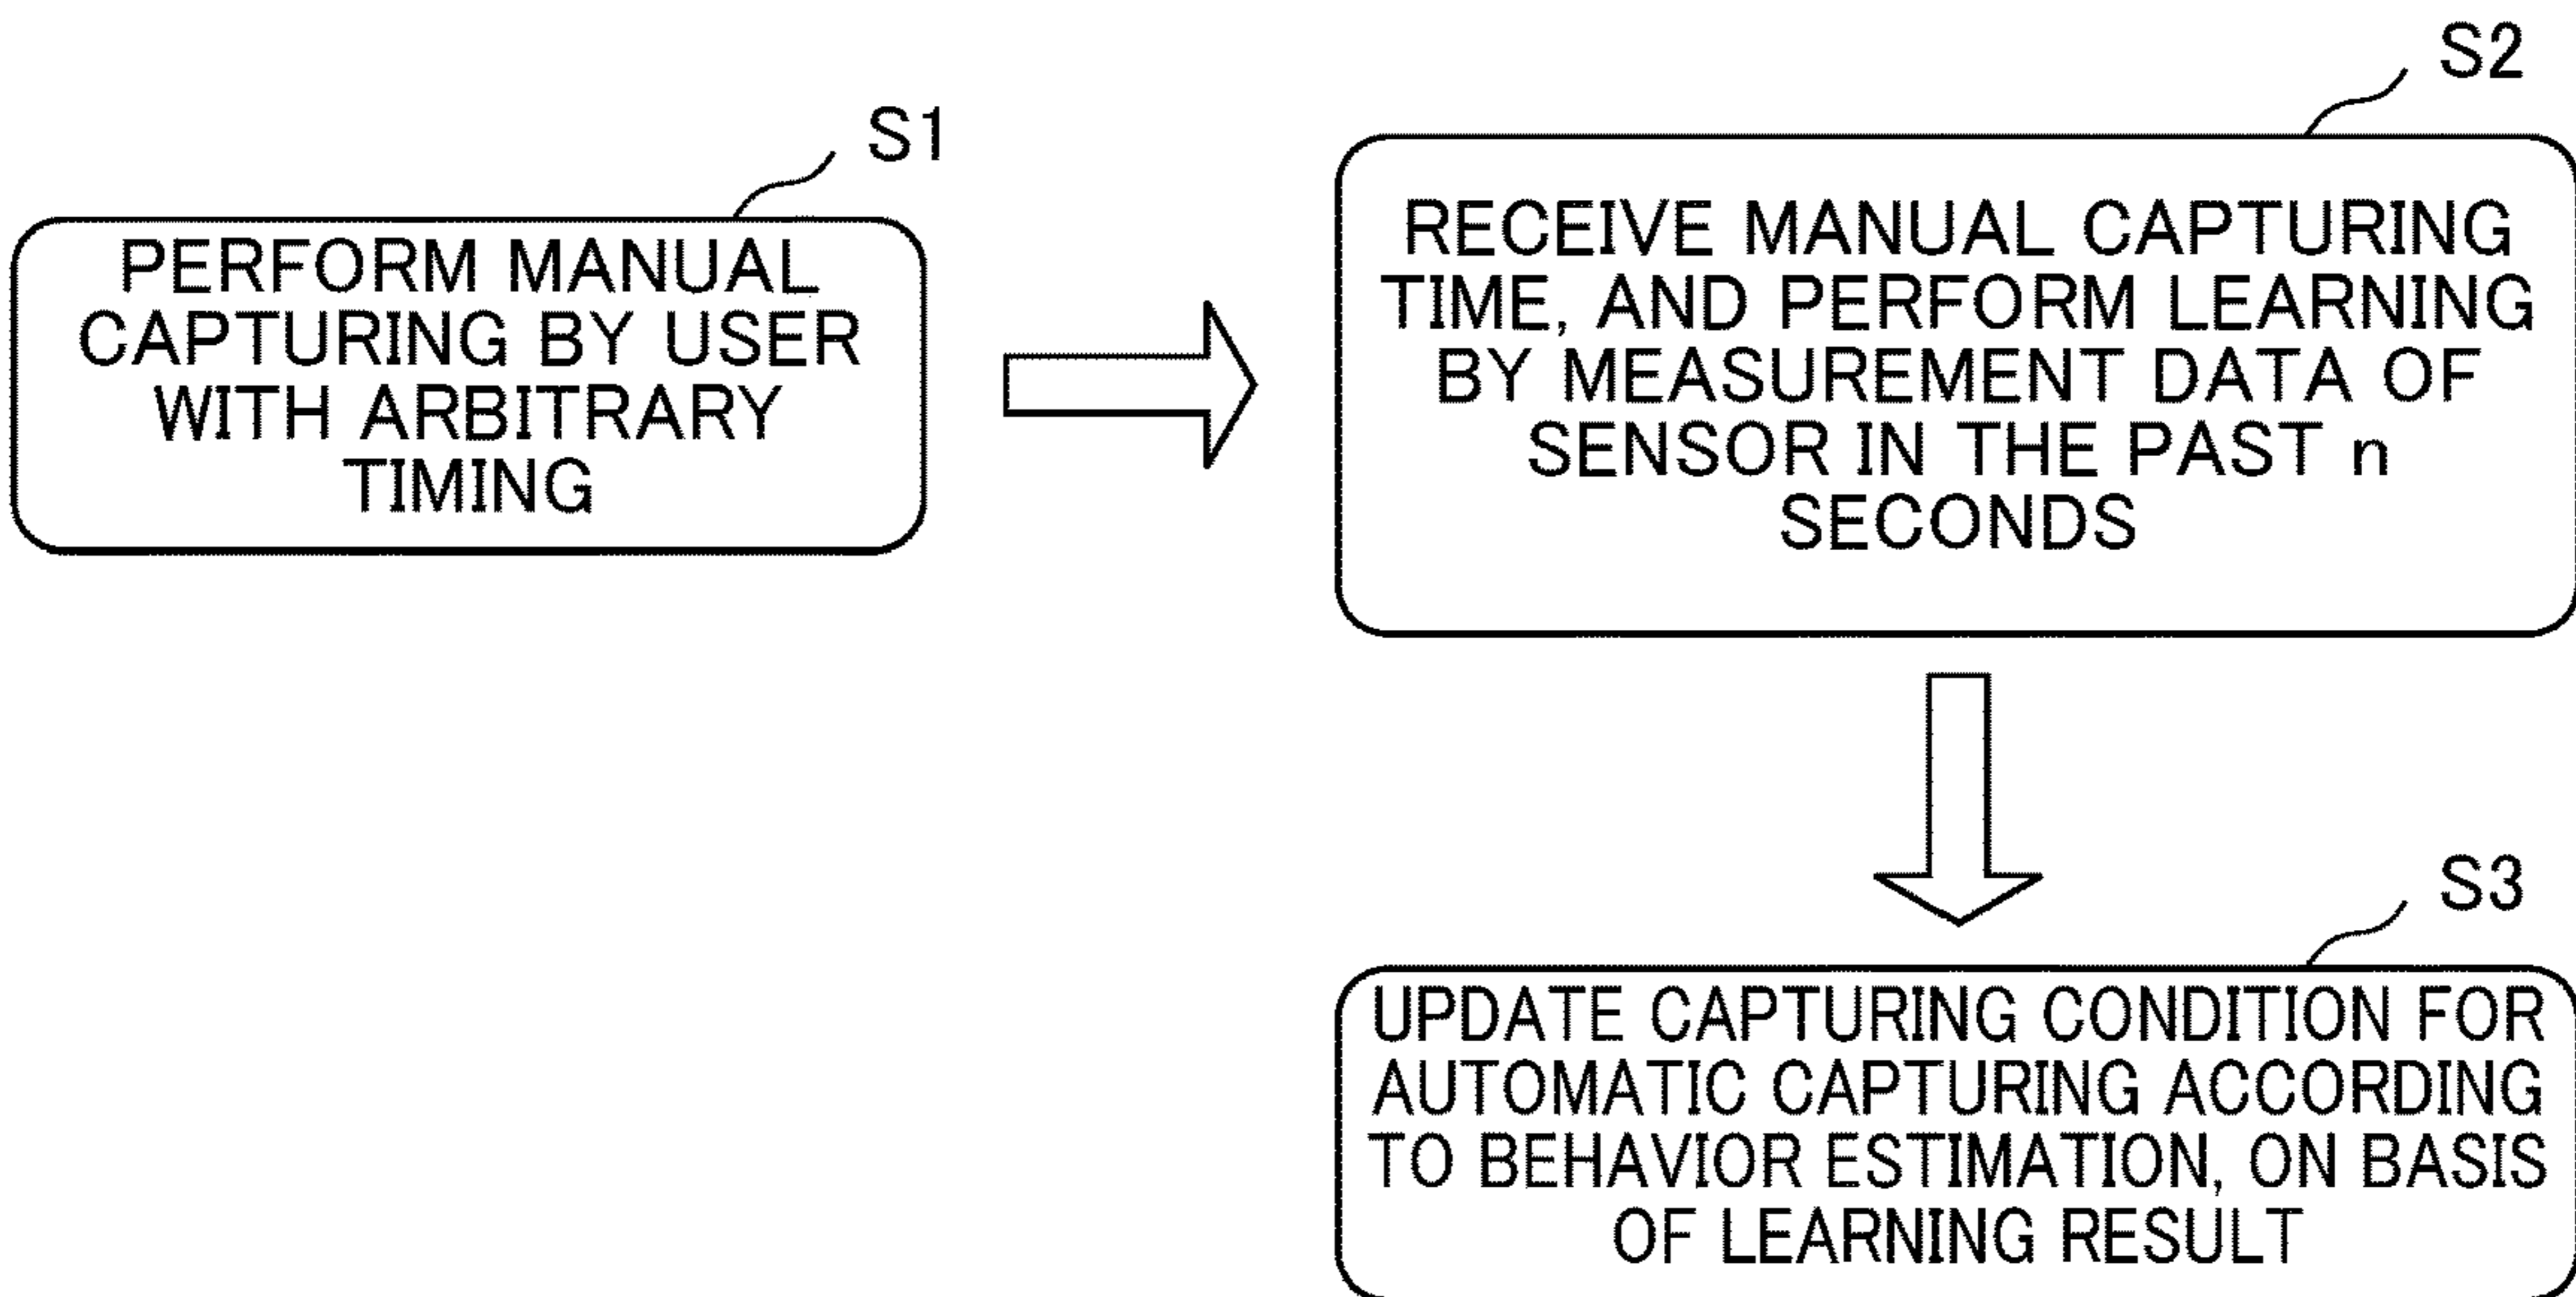 S1
PERFORM MANUAL
CAPTURING BY USER
WITH ARBITRARY
TIMING
S2
RECEIVE MANUAL CAPTURING
TIME, AND PERFORM LEARNING
BY MEASUREMENT DATA OF
SENSOR IN THE PAST n
SECONDS
S3
UPDATE CAPTURING CONDITION FOR
AUTOMATIC CAPTURING ACCORDING
TO BEHAVIOR ESTIMATION, ON BASIS
OF LEARNING RESULT